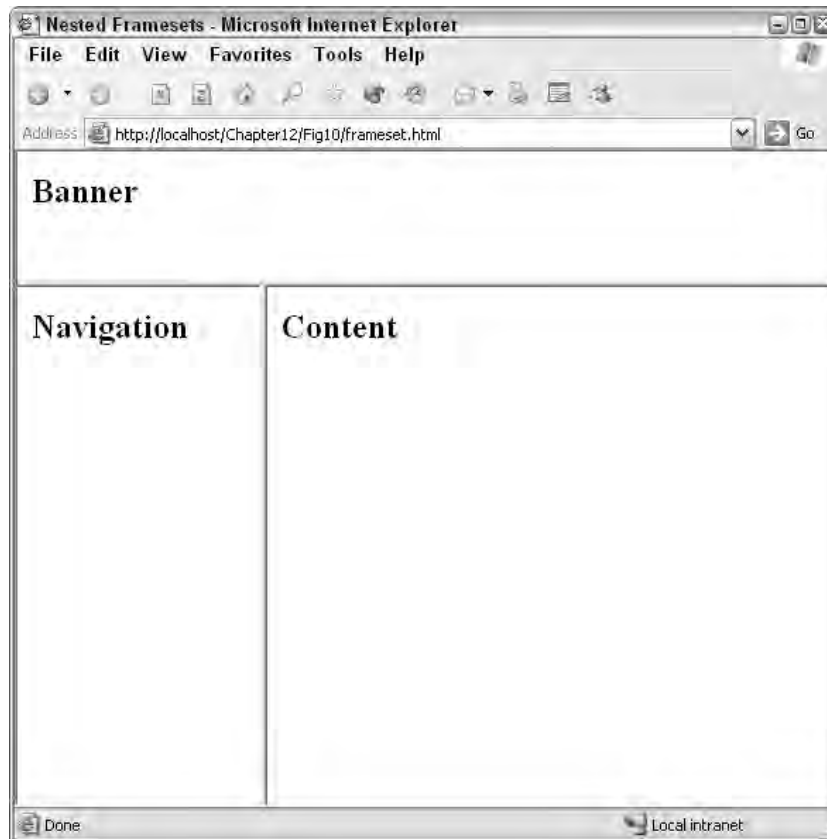 Nested Framesets - Microsoft Internet Explorer
File Edit View Favorites Tools Help
Address http://localhost/Chapter12/Fig10/frameset.html Go
Banner
Navigation Content
Done Local intranet